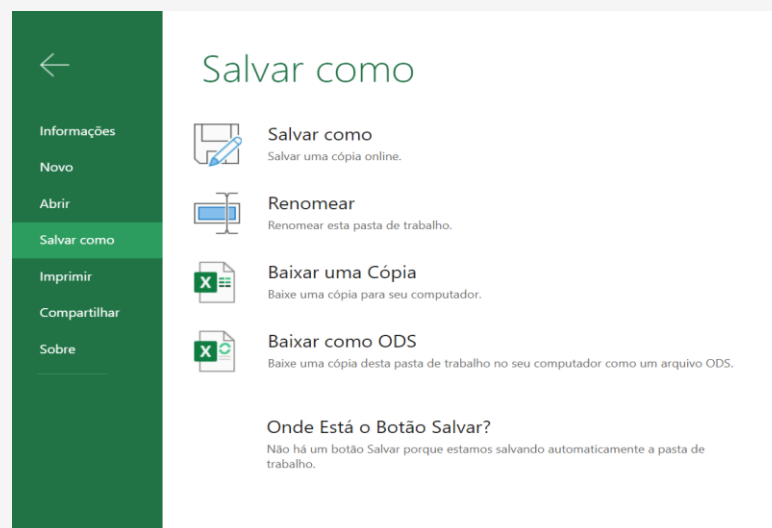 Salvar como
Informações
Novo
Abrir
Salvar como
Imprimir
Compartilhar
Sobre
Salvar como
Salvar uma cópia online.
Renomear
Renomear esta pasta de trabalho.
Baixar uma Cópia
Baixe uma cópia para seu computador.
Baixar como ODS
Baixe uma cópia desta pasta de trabalho no seu computador como um arquivo ODS.
Onde Está o Botão Salvar?
Não há um botão Salvar porque estamos salvando automaticamente a pasta de
trabalho.